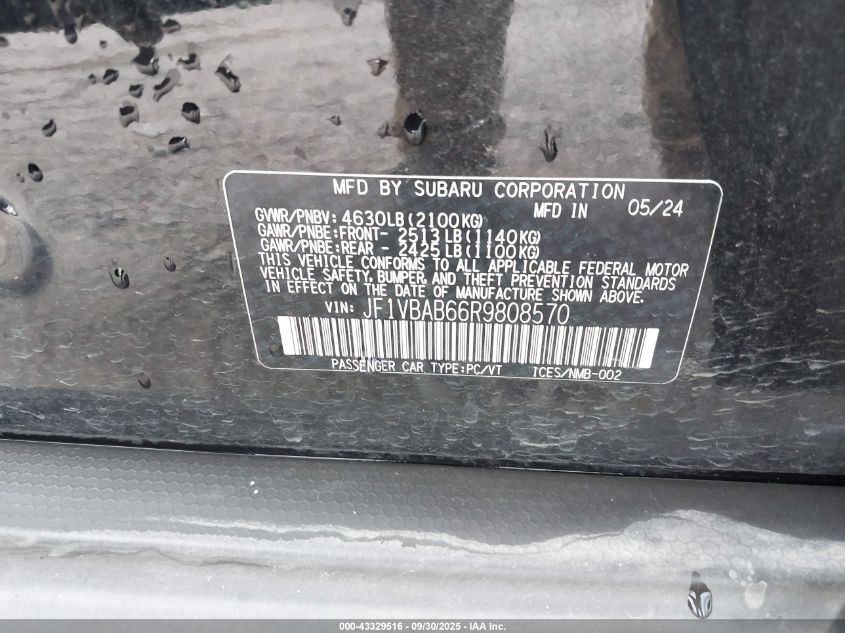 MFD BY SUBARU CORPORATION
MFD IN 05/24
GVWR/PNBV: 4630LB(2100KG)
GAWR/PNBE:FRONT- 2513LB(1140KG)
GAWR/PNBE:REAR - 2425LB(1100KG)
THIS VEHICLE CONFORMS TO ALL APPLICABLE FEDERAL MOTOR
VEHICLE SAFETY, BUMPER, AND THEFT PREVENTION STANDARDS
IN EFFECT ON THE DATE OF MANUFACTURE SHOWN ABOVE.
VIN: JF1VBAB66R9808570
PASSENGER CAR TYPE:PC/VT ICES/NMB-002
000-43329516 - 09/30/2025 - IAA Inc.